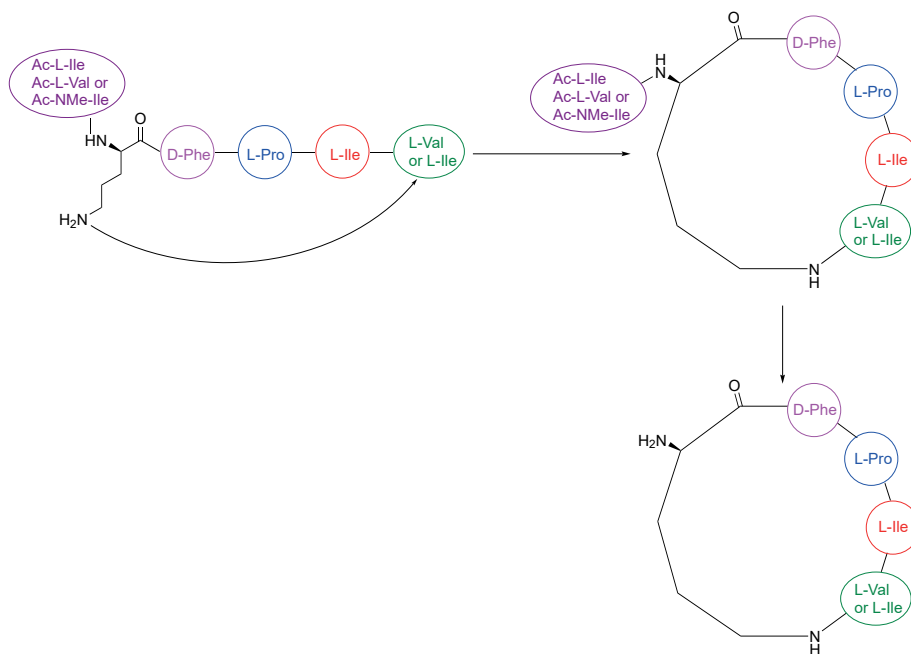 Ac-L-Ile
Ac-L-Val or
Ac-NMe-Ile
HN
O
D-Phe
L-Pro
L-Ile
L-Val
or L-Ile
H2N
O
D-Phe
H
N
Ac-L-Ile
Ac-L-Val or
Ac-NMe-Ile
L-Pro
L-Ile
L-Val
or L-Ile
N
H
O
D-Phe
H2N
L-Pro
L-Ile
L-Val
or L-Ile
N
H